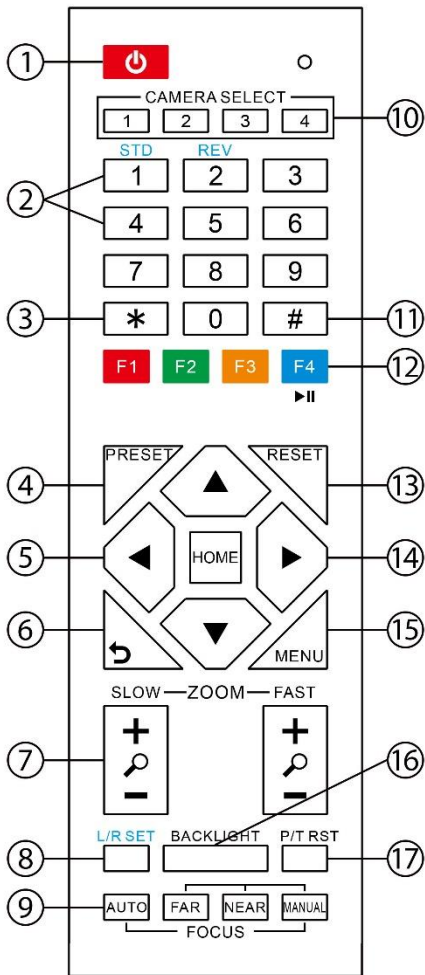 ①
CAMERA SELECT
1 2 3 4 ⑩
STD REV
② 1 2 3
4 5 6
7 8 9
③ * 0 # ⑪
F1 F2 F3 F4 ⑫
PRESET RESET
④ ⑬
⑤ HOME ⑭
⑥ ⑮
MENU
SLOW ZOOM FAST
+ +
⑦ ⑯
− −
L/R SET BACKLIGHT P/T RST
⑧ ⑰
⑨ AUTO FAR NEAR MANUAL
FOCUS